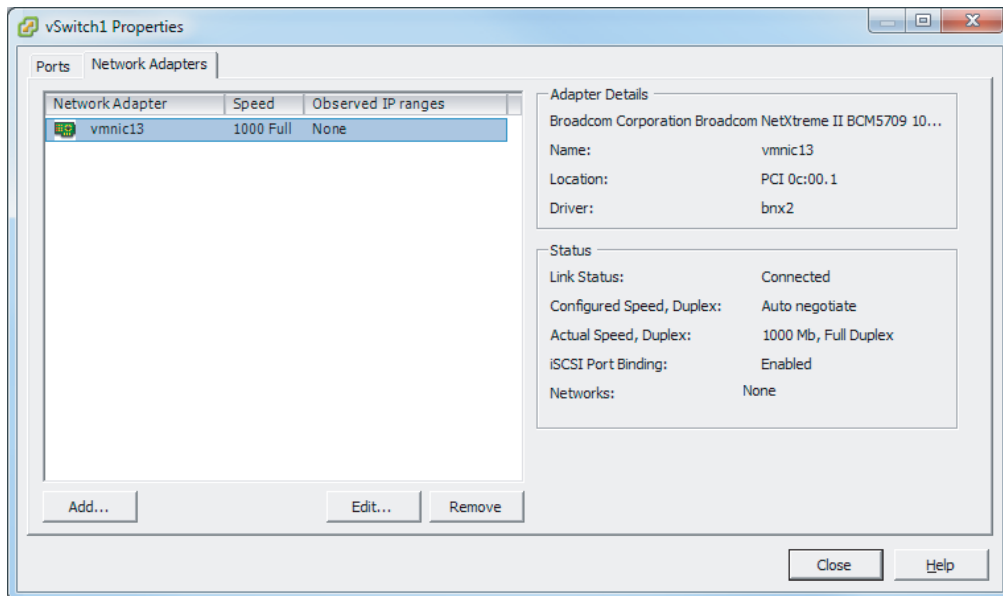 vSwitch1 Properties
Ports Network Adapters
Network Adapter Speed Observed IP ranges
vmnic13 1000 Full None
Adapter Details
Broadcom Corporation Broadcom NetXtreme II BCM5709 10...
Name: vmnic13
Location: PCI 0c:00.1
Driver: bnx2
Status
Link Status: Connected
Configured Speed, Duplex: Auto negotiate
Actual Speed, Duplex: 1000 Mb, Full Duplex
iSCSI Port Binding: Enabled
Networks: None
Add... Edit... Remove
Close Help